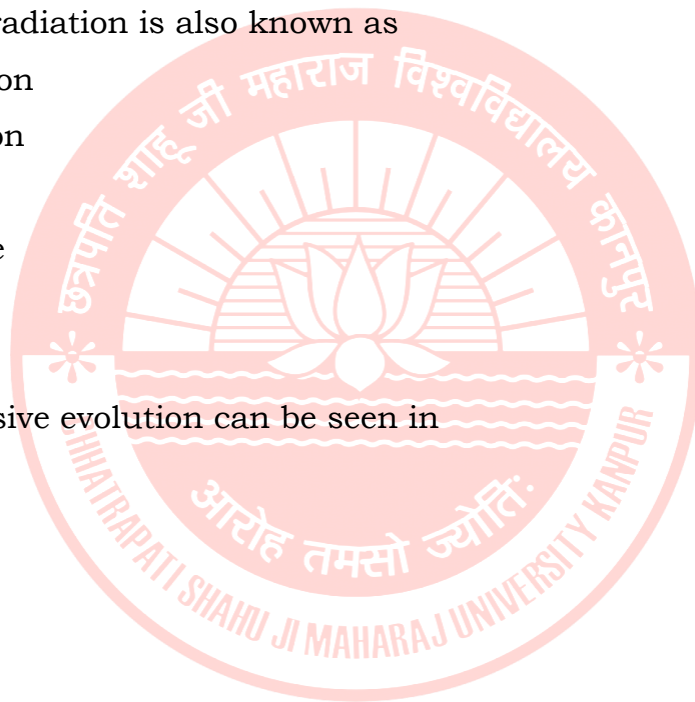 radiation is also known as
on
on
e
sive evolution can be seen in
छत्रपति शाहू जी महाराज विश्वविद्यालय कानपुर
आरोह तमसो ज्योतिः
CHHATRAPATI SHAHU JI MAHARAJ UNIVERSITY KANPUR